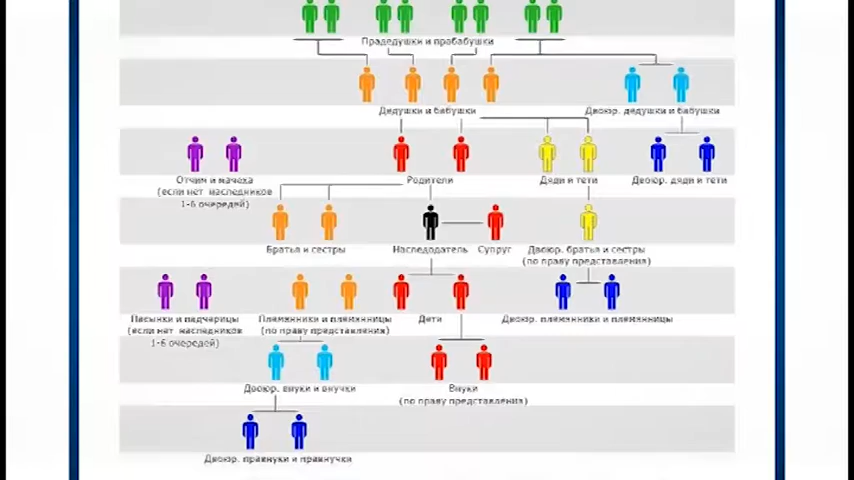 Прадедушки и прабабушки
Дедушки и бабушки
Двоюр. дедушки и бабушки
Отчим и мачеха
(если нет наследников
1-6 очередей)
Родители
Дяди и тети
Двоюр. дяди и тети
Братья и сестры
Наследодатель
Супруг
Двоюр. братья и сестры
(по праву представления)
Пасынки и падчерицы
(если нет наследников
1-6 очередей)
Племянники и племянницы
(по праву представления)
Дети
Двоюр. племянники и племянницы
Двоюр. внуки и внучки
Внуки
(по праву представления)
Двоюр. правнуки и правнучки